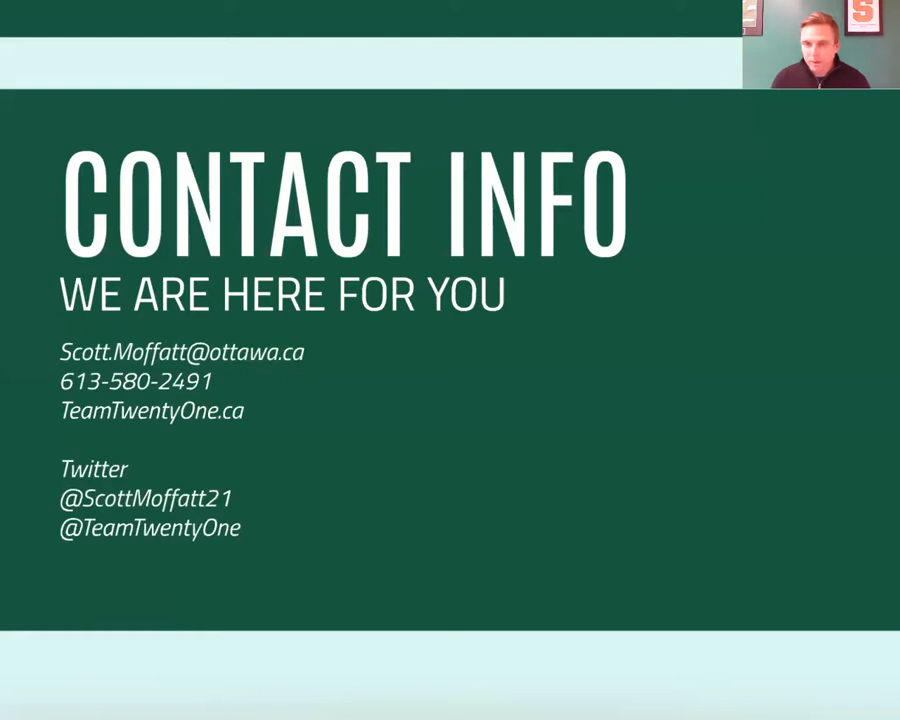 S
CONTACT INFO
WE ARE HERE FOR YOU
Scott.Moffatt@ottawa.ca
613-580-2491
TeamTwentyOne.ca
Twitter
@ScottMoffatt21
@TeamTwentyOne